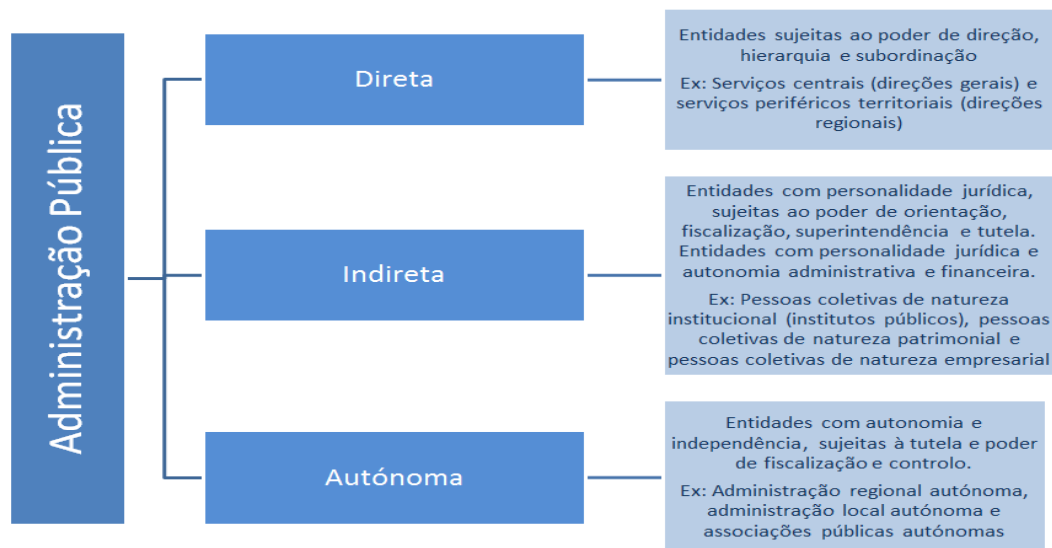 Administração Pública
Direta
Entidades sujeitas ao poder de direção,
hierarquia e subordinação
Ex: Serviços centrais (direções gerais) e
serviços periféricos territoriais (direções
regionais)
Indireta
Entidades com personalidade jurídica,
sujeitas ao poder de orientação,
fiscalização, superintendência e tutela.
Entidades com personalidade jurídica e
autonomia administrativa e financeira.
Ex: Pessoas coletivas de natureza
institucional (institutos públicos), pessoas
coletivas de natureza patrimonial e
pessoas coletivas de natureza empresarial
Autónoma
Entidades com autonomia e
independência, sujeitas à tutela e poder
de fiscalização e controlo.
Ex: Administração regional autónoma,
administração local autónoma e
associações públicas autónomas